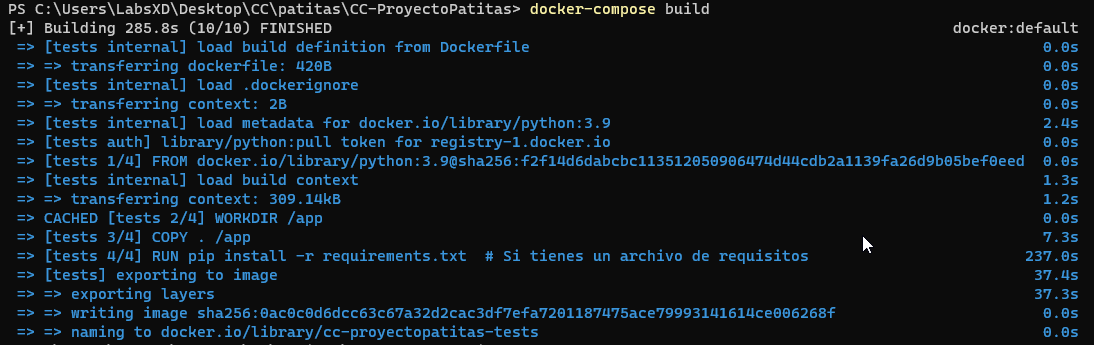 PS C:\Users\LabsXD\Desktop\CC\patitas\CC-ProyectoPatitas> docker-compose build
[+] Building 285.8s (10/10) FINISHED docker:default
=> [tests internal] load build definition from Dockerfile 0.0s
=> => transferring dockerfile: 420B 0.0s
=> [tests internal] load .dockerignore 0.0s
=> => transferring context: 2B 0.0s
=> [tests internal] load metadata for docker.io/library/python:3.9 2.4s
=> [tests auth] library/python:pull token for registry-1.docker.io 0.0s
=> [tests 1/4] FROM docker.io/library/python:3.9@sha256:f2f14d6dabcbc113512050906474d44cdb2a1139fa26d9b05bef0eed 0.0s
=> [tests internal] load build context 1.3s
=> => transferring context: 309.14kB 1.2s
=> CACHED [tests 2/4] WORKDIR /app 0.0s
=> [tests 3/4] COPY . /app 7.3s
=> [tests 4/4] RUN pip install -r requirements.txt  # Si tienes un archivo de requisitos 237.0s
=> [tests] exporting to image 37.4s
=> => exporting layers 37.3s
=> => writing image sha256:0ac0c0d6dcc63c67a32d2cac3df7efa7201187475ace79993141614ce006268f 0.0s
=> => naming to docker.io/library/cc-proyectopatitas-tests 0.0s